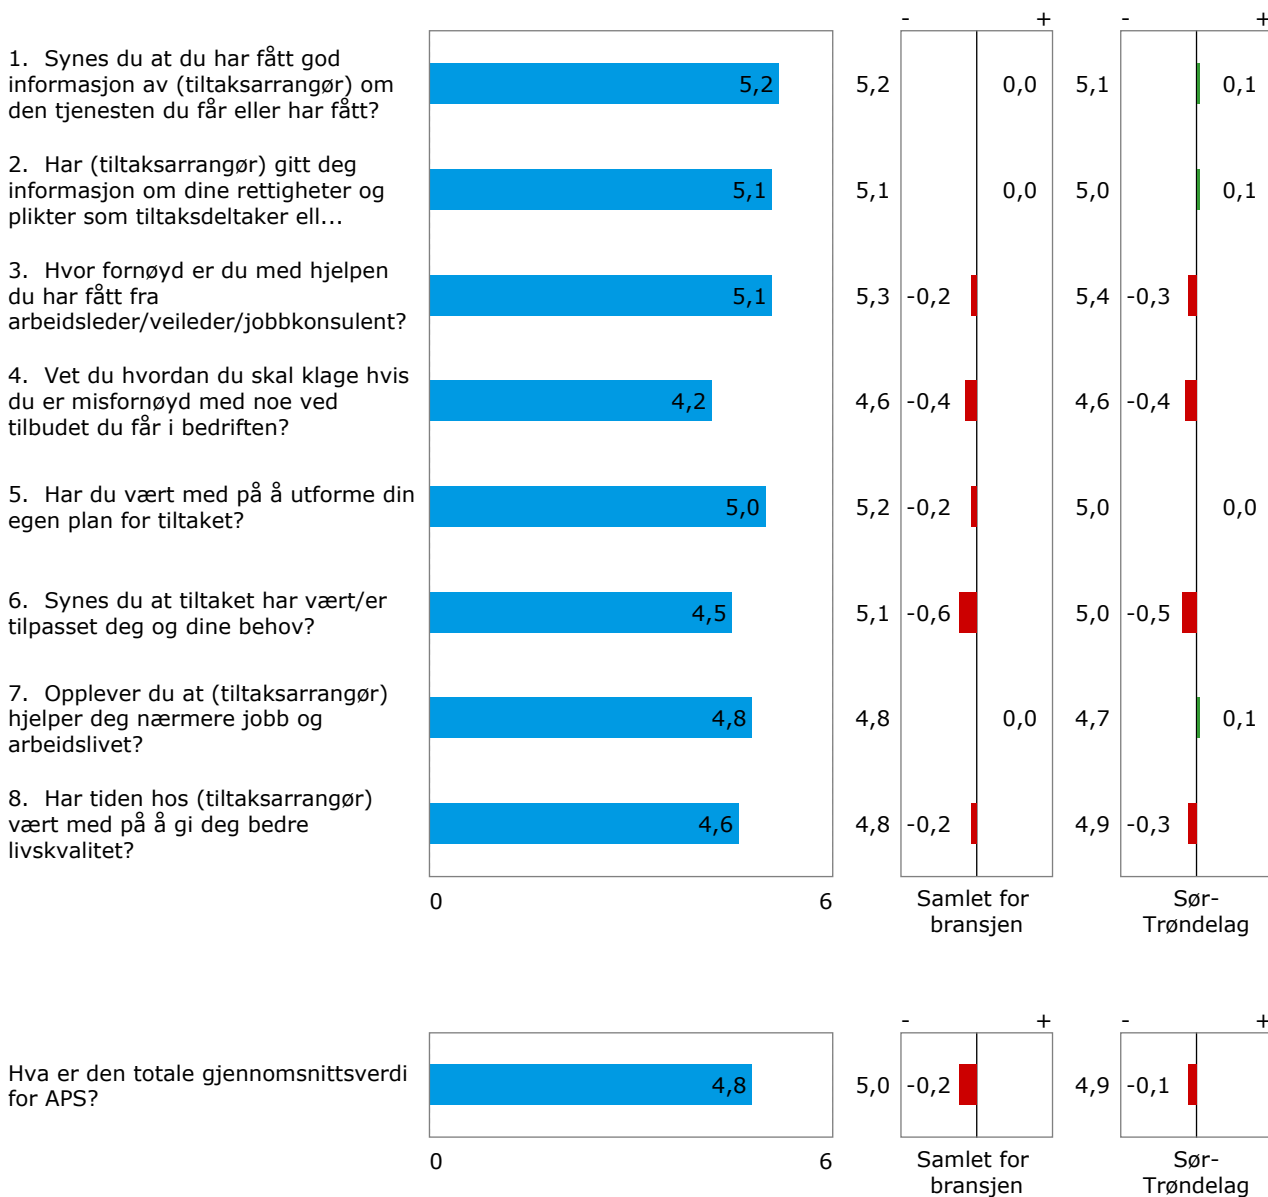 - + - +
1. Synes du at du har fått god
informasjon av (tiltaksarrangør) om
den tjenesten du får eller har fått?
5,2 5,2 0,0 5,1 0,1
2. Har (tiltaksarrangør) gitt deg
informasjon om dine rettigheter og
plikter som tiltaksdeltaker ell...
5,1 5,1 0,0 5,0 0,1
3. Hvor fornøyd er du med hjelpen
du har fått fra
arbeidsleder/veileder/jobbkonsulent?
5,1 5,3 -0,2 5,4 -0,3
4. Vet du hvordan du skal klage hvis
du er misfornøyd med noe ved
tilbudet du får i bedriften?
4,2 4,6 -0,4 4,6 -0,4
5. Har du vært med på å utforme din
egen plan for tiltaket?
5,0 5,2 -0,2 5,0 0,0
6. Synes du at tiltaket har vært/er
tilpasset deg og dine behov?
4,5 5,1 -0,6 5,0 -0,5
7. Opplever du at (tiltaksarrangør)
hjelper deg nærmere jobb og
arbeidslivet?
4,8 4,8 0,0 4,7 0,1
8. Har tiden hos (tiltaksarrangør)
vært med på å gi deg bedre
livskvalitet?
4,6 4,8 -0,2 4,9 -0,3
0 6
Samlet for
bransjen
Sør-
Trøndelag
- + - +
Hva er den totale gjennomsnittsverdi
for APS?
4,8 5,0 -0,2 4,9 -0,1
0 6
Samlet for
bransjen
Sør-
Trøndelag